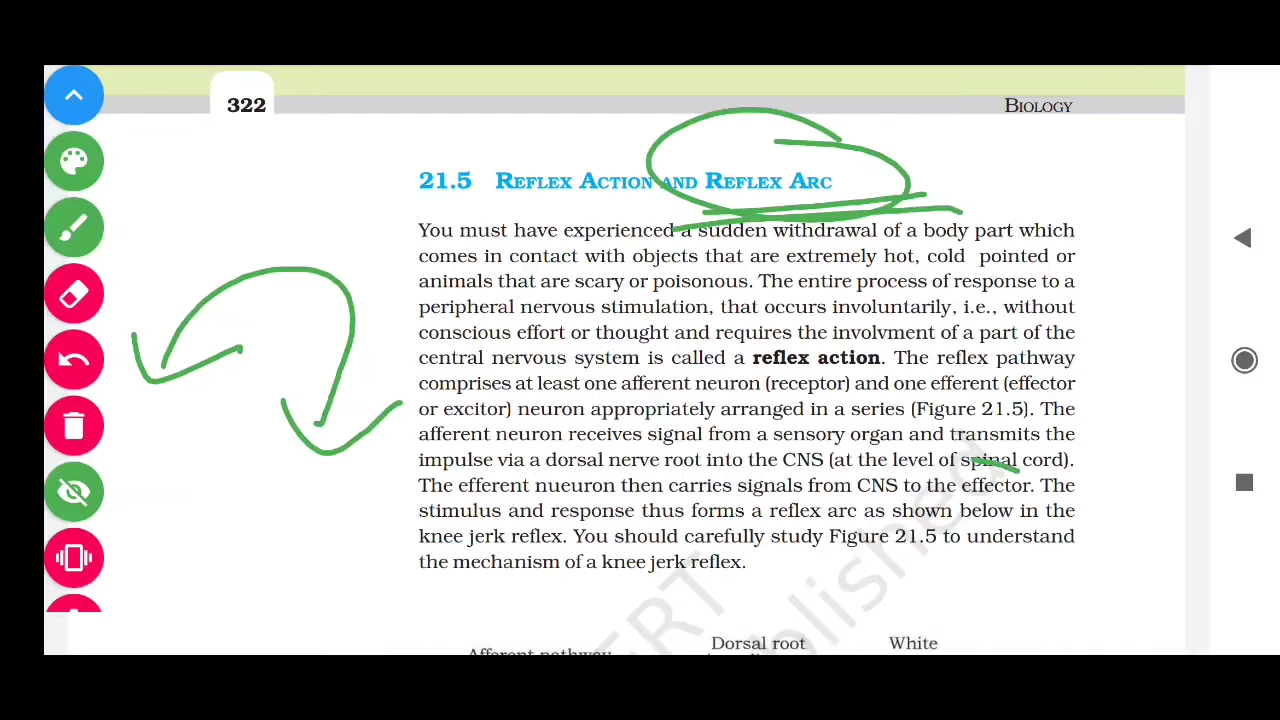 322
BIOLOGY
21.5 REFLEX ACTION AND REFLEX ARC
You must have experienced a sudden withdrawal of a body part which
comes in contact with objects that are extremely hot, cold pointed or
animals that are scary or poisonous. The entire process of response to a
peripheral nervous stimulation, that occurs involuntarily, i.e., without
conscious effort or thought and requires the involvment of a part of the
central nervous system is called a reflex action. The reflex pathway
comprises at least one afferent neuron (receptor) and one efferent (effector
or excitor) neuron appropriately arranged in a series (Figure 21.5). The
afferent neuron receives signal from a sensory organ and transmits the
impulse via a dorsal nerve root into the CNS (at the level of spinal cord).
The efferent nueuron then carries signals from CNS to the effector. The
stimulus and response thus forms a reflex arc as shown below in the
knee jerk reflex. You should carefully study Figure 21.5 to understand
the mechanism of a knee jerk reflex.
Dorsal root White
Afferent pathway